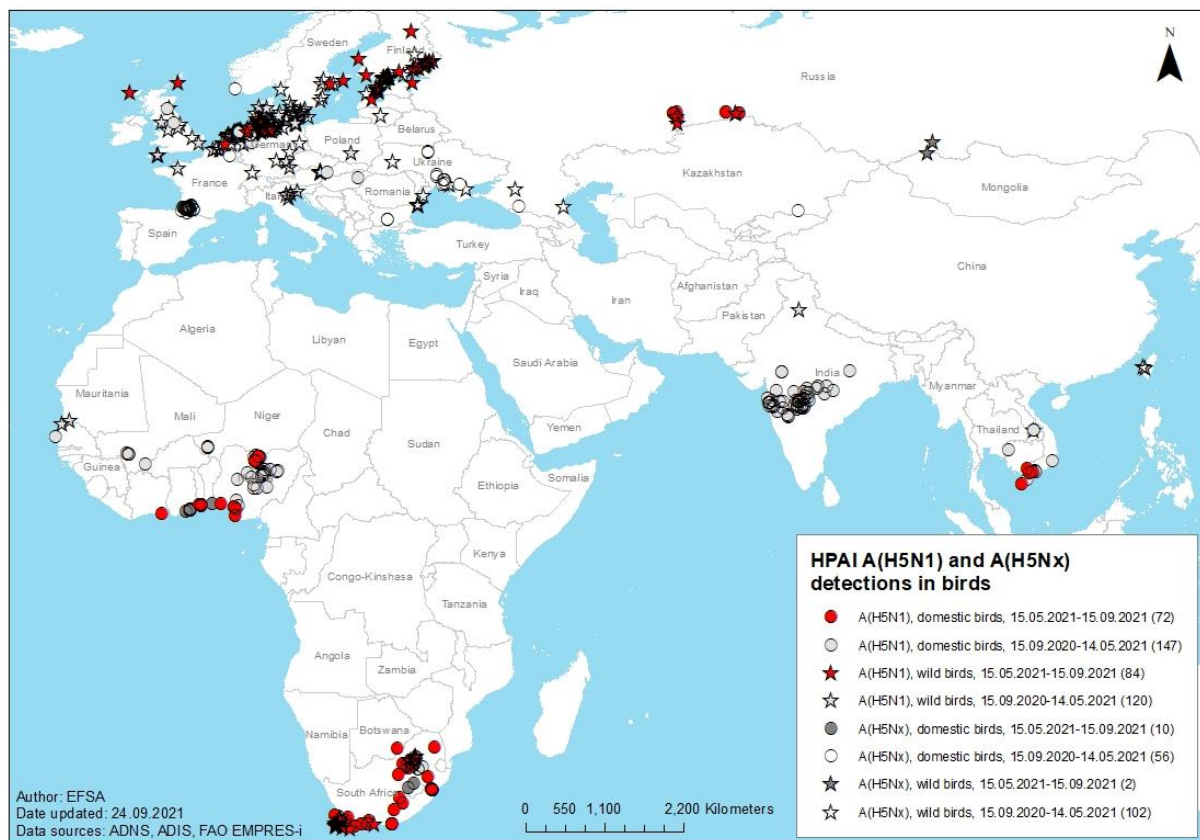 N
Sweden
Finland
Russia
Belarus
Poland
Germany
Ukraine
France
Romania
Italy
Spain
Kazakhstan
Mongolia
Turkey
China
Syria
Iraq
Iran
Afghanistan
Pakistan
Algeria
Libyan
Egypt
Saudi Arabia
India
Myanmar
Mauritania
Mali
Niger
Chad
Sudan
Yemen
Thailand
Guinea
Ethiopia
Somalia
Kenya
Congo-Kinshasa
Tanzania
Angola
Zambia
Namibia
Botswana
South Africa
HPAI A(H5N1) and A(H5Nx)
detections in birds
A(H5N1), domestic birds, 15.05.2021-15.09.2021 (72)
A(H5N1), domestic birds, 15.09.2020-14.05.2021 (147)
A(H5N1), wild birds, 15.05.2021-15.09.2021 (84)
A(H5N1), wild birds, 15.09.2020-14.05.2021 (120)
A(H5Nx), domestic birds, 15.05.2021-15.09.2021 (10)
A(H5Nx), domestic birds, 15.09.2020-14.05.2021 (56)
A(H5Nx), wild birds, 15.05.2021-15.09.2021 (2)
A(H5Nx), wild birds, 15.09.2020-14.05.2021 (102)
Author: EFSA
Date updated: 24.09.2021
Data sources: ADNS, ADIS, FAO EMPRES-i
0 550 1,100 2,200 Kilometers